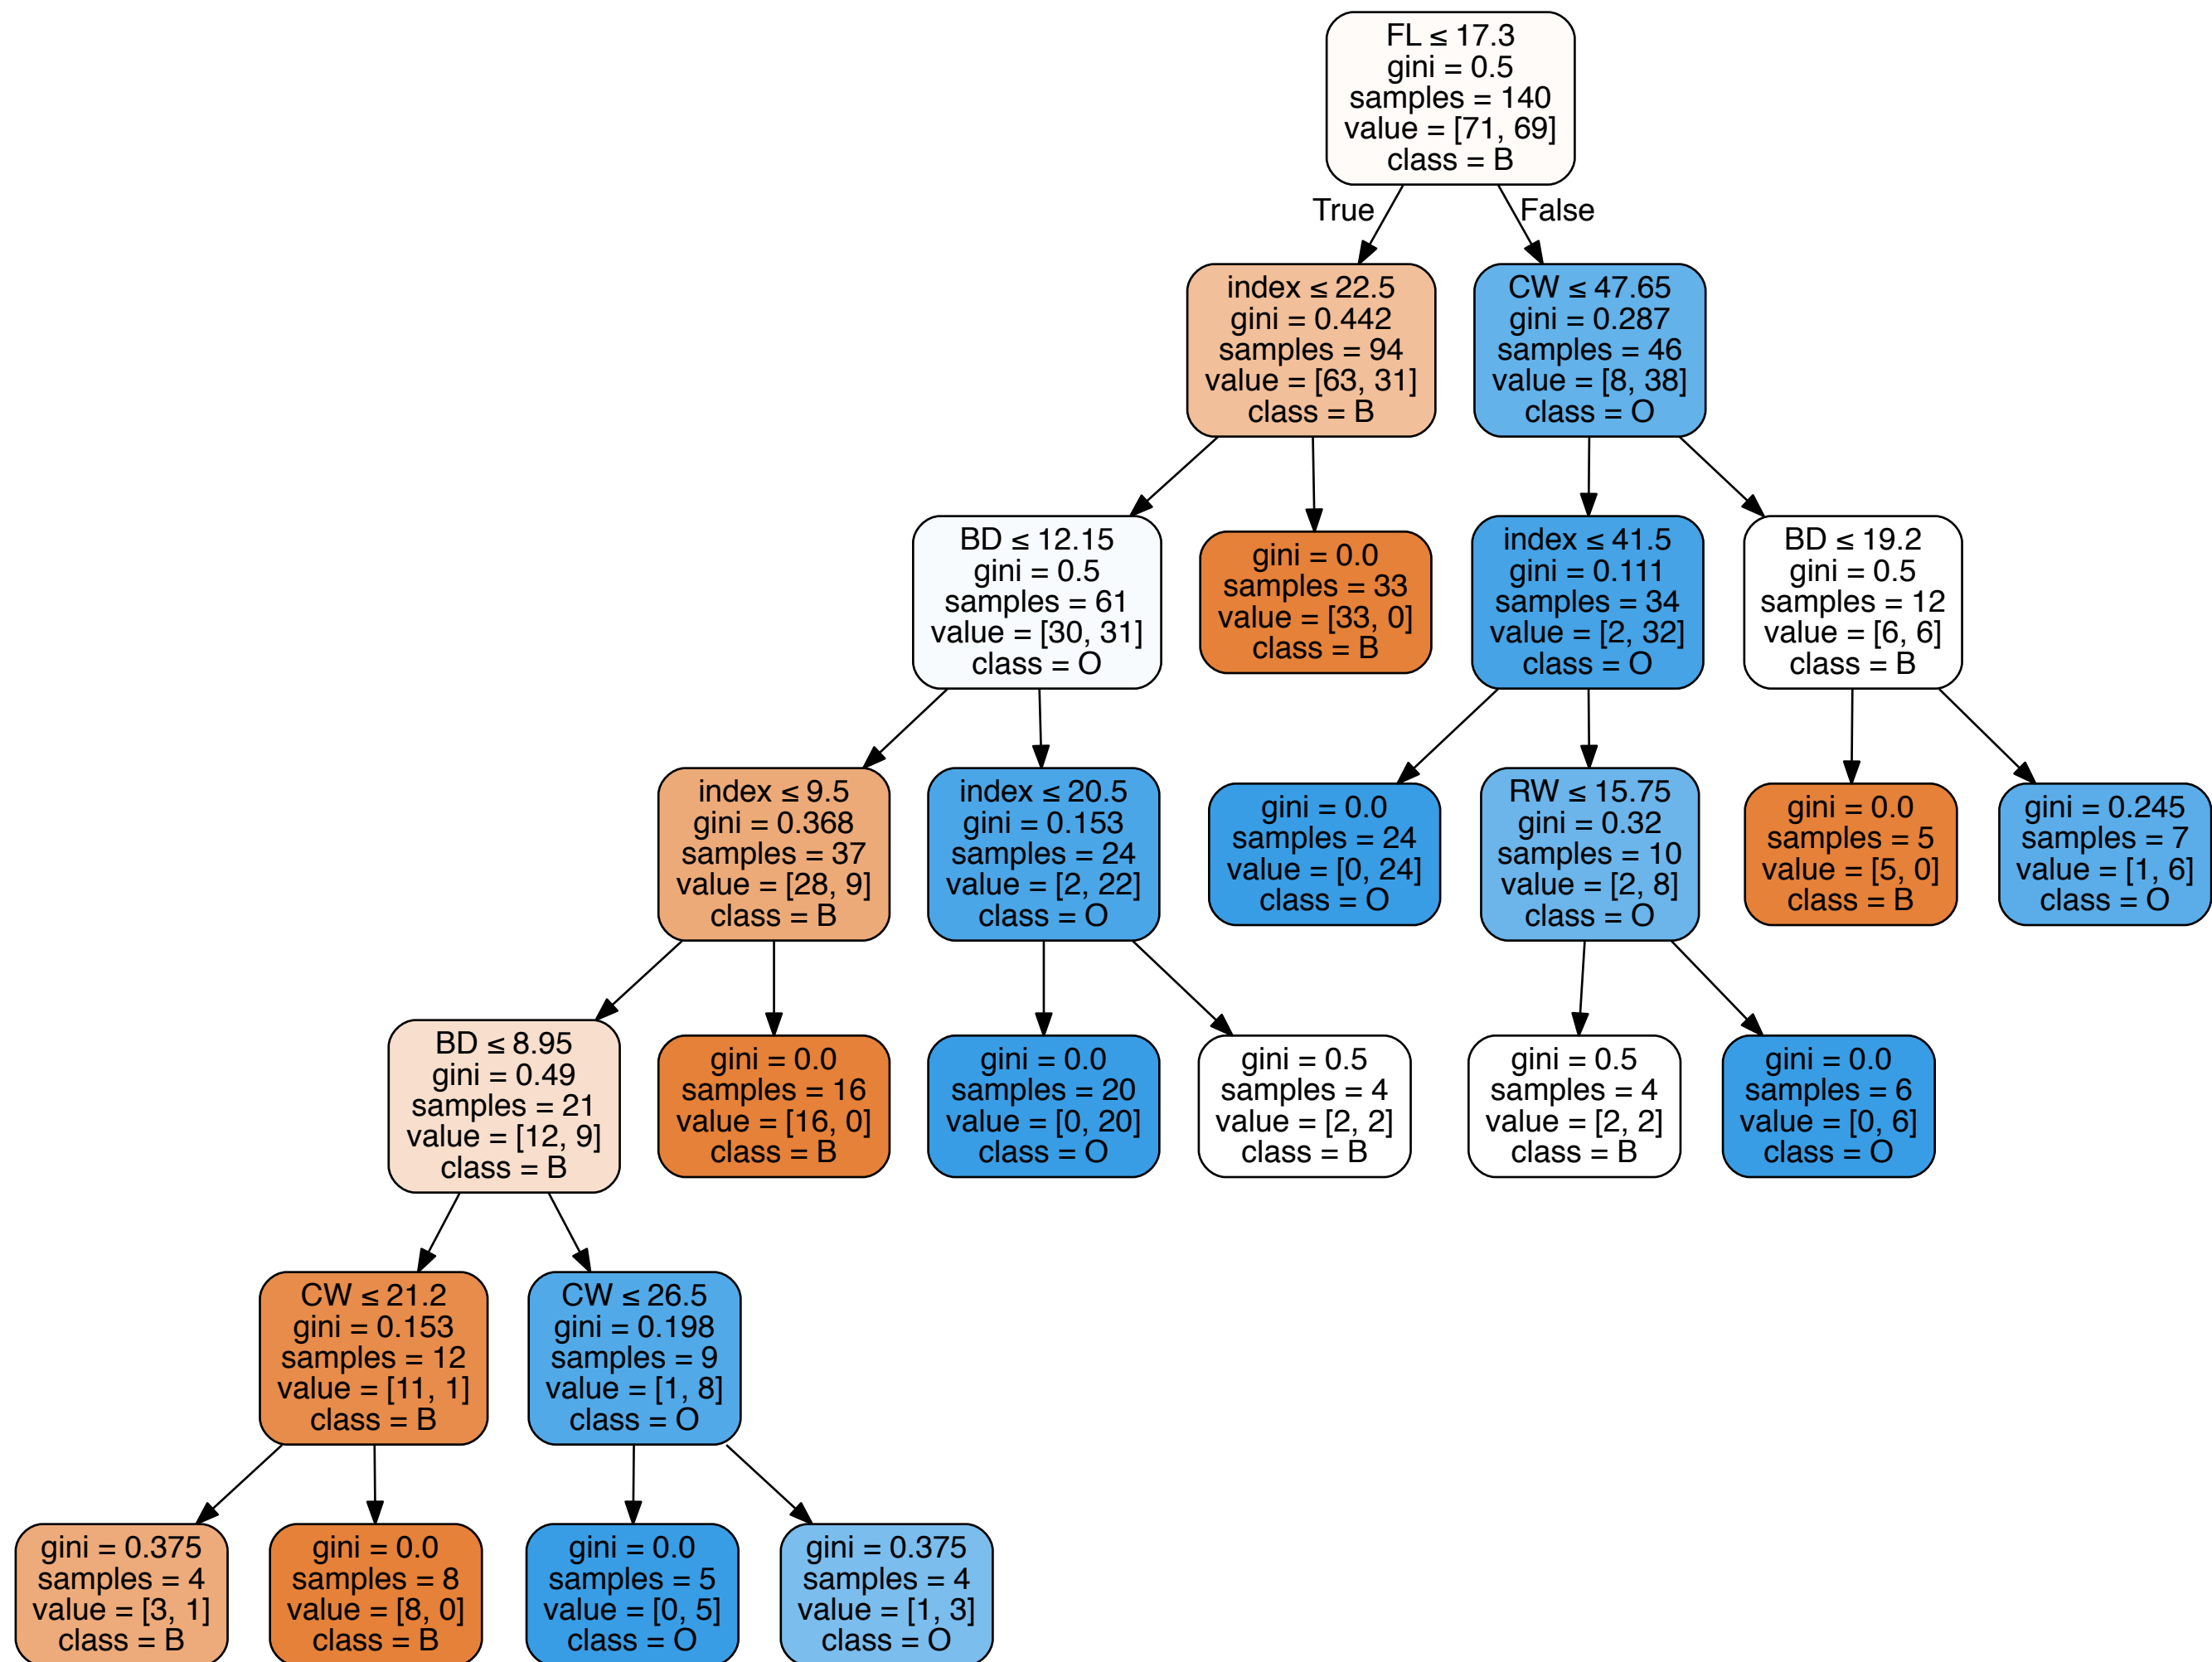 FL ≤ 17.3
gini = 0.5
samples = 140
value = [71, 69]
class = B
True
False
index ≤ 22.5
gini = 0.442
samples = 94
value = [63, 31]
class = B
CW ≤ 47.65
gini = 0.287
samples = 46
value = [8, 38]
class = O
BD ≤ 12.15
gini = 0.5
samples = 61
value = [30, 31]
class = O
gini = 0.0
samples = 33
value = [33, 0]
class = B
index ≤ 41.5
gini = 0.111
samples = 34
value = [2, 32]
class = O
BD ≤ 19.2
gini = 0.5
samples = 12
value = [6, 6]
class = B
index ≤ 9.5
gini = 0.368
samples = 37
value = [28, 9]
class = B
index ≤ 20.5
gini = 0.153
samples = 24
value = [2, 22]
class = O
gini = 0.0
samples = 24
value = [0, 24]
class = O
RW ≤ 15.75
gini = 0.32
samples = 10
value = [2, 8]
class = O
gini = 0.0
samples = 5
value = [5, 0]
class = B
gini = 0.245
samples = 7
value = [1, 6]
class = O
BD ≤ 8.95
gini = 0.49
samples = 21
value = [12, 9]
class = B
gini = 0.0
samples = 16
value = [16, 0]
class = B
gini = 0.0
samples = 20
value = [0, 20]
class = O
gini = 0.5
samples = 4
value = [2, 2]
class = B
gini = 0.5
samples = 4
value = [2, 2]
class = B
gini = 0.0
samples = 6
value = [0, 6]
class = O
CW ≤ 21.2
gini = 0.153
samples = 12
value = [11, 1]
class = B
CW ≤ 26.5
gini = 0.198
samples = 9
value = [1, 8]
class = O
gini = 0.375
samples = 4
value = [3, 1]
class = B
gini = 0.0
samples = 8
value = [8, 0]
class = B
gini = 0.0
samples = 5
value = [0, 5]
class = O
gini = 0.375
samples = 4
value = [1, 3]
class = O